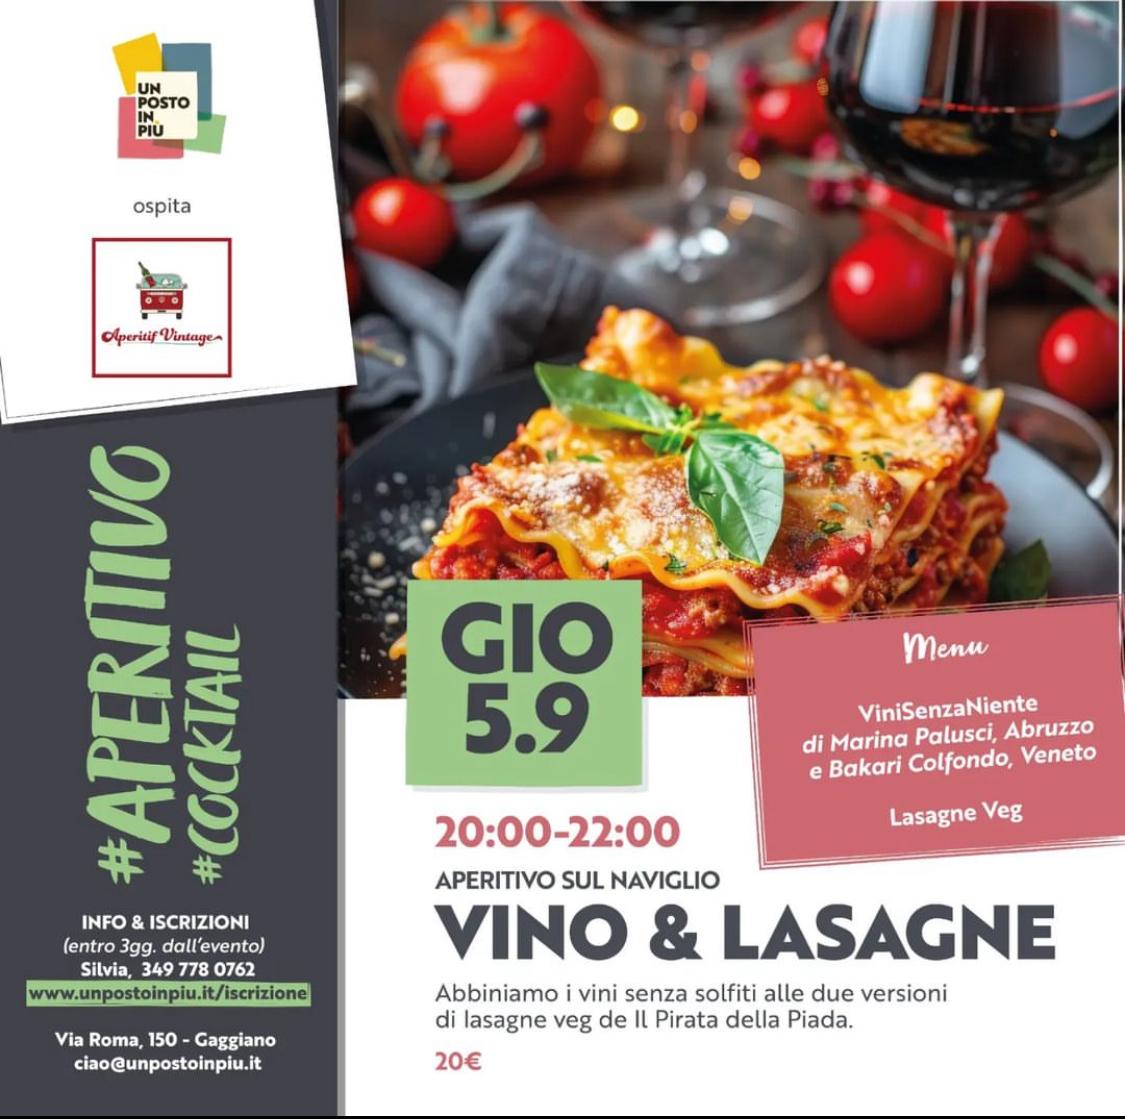 UN
POSTO
IN
PIÙ
ospita
Aperitif Vintage
#APERITIVO
#COCKTAIL
INFO & ISCRIZIONI
(entro 3gg. dall'evento)
Silvia, 349 778 0762
www.unpostoinpiu.it/iscrizione
Via Roma, 150 - Gaggiano
ciao@unpostoinpiu.it
GIO
5.9
Menu
ViniSenzaNiente
di Marina Palusci, Abruzzo
e Bakari Colfondo, Veneto
Lasagne Veg
20:00-22:00
APERITIVO SUL NAVIGLIO
VINO & LASAGNE
Abbiniamo i vini senza solfiti alle due versioni
di lasagne veg de Il Pirata della Piada.
20€